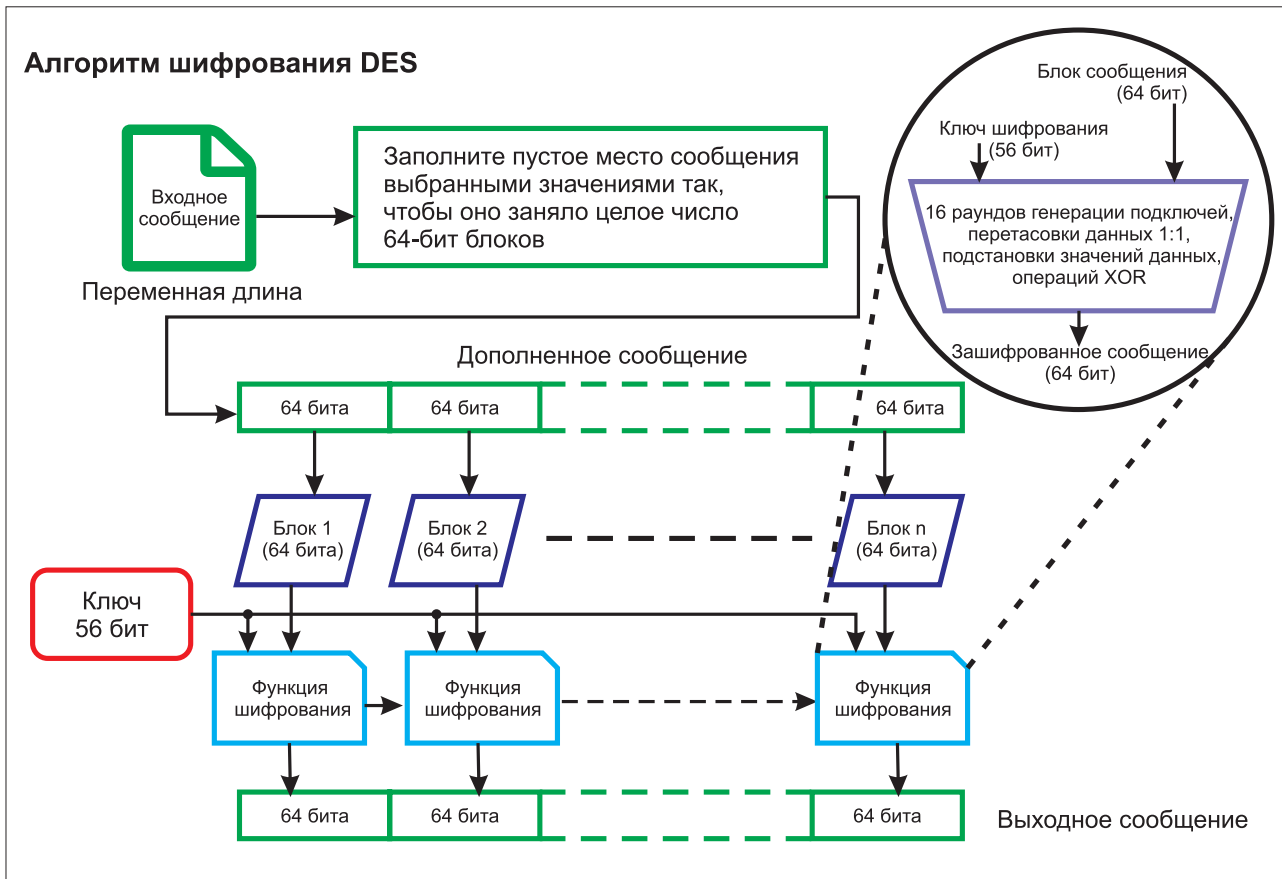 Алгоритм шифрования DES
Блок сообщения
(64 бит)
Ключ шифрования
(56 бит)
16 раундов генерации подключей,
перетасовки данных 1:1,
подстановки значений данных,
операций XOR
Зашифрованное сообщение
(64 бит)
Входное
сообщение
Заполните пустое место сообщения
выбранными значениями так,
чтобы оно заняло целое число
64-бит блоков
Переменная длина
Дополненное сообщение
64 бита
64 бита
64 бита
Блок 1
(64 бита)
Блок 2
(64 бита)
Блок n
(64 бита)
Ключ
56 бит
Функция
шифрования
Функция
шифрования
Функция
шифрования
64 бита
64 бита
64 бита
Выходное сообщение